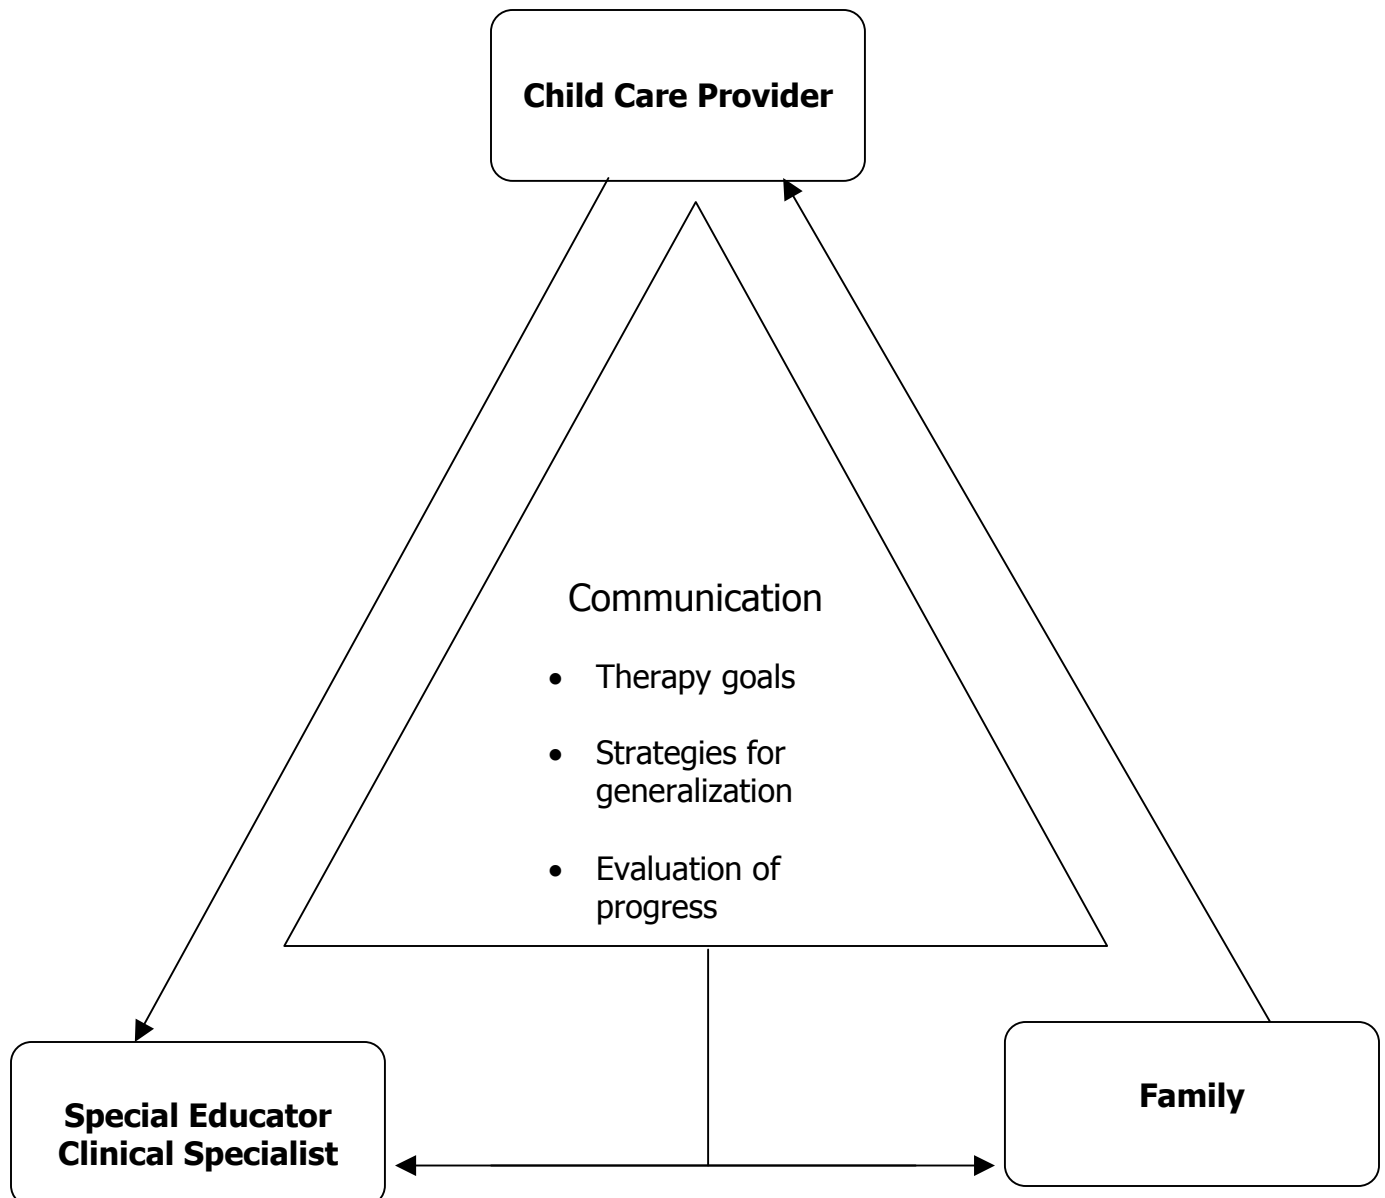 Child Care Provider
Communication
• Therapy goals
• Strategies for
generalization
• Evaluation of
progress
Special Educator
Clinical Specialist
Family